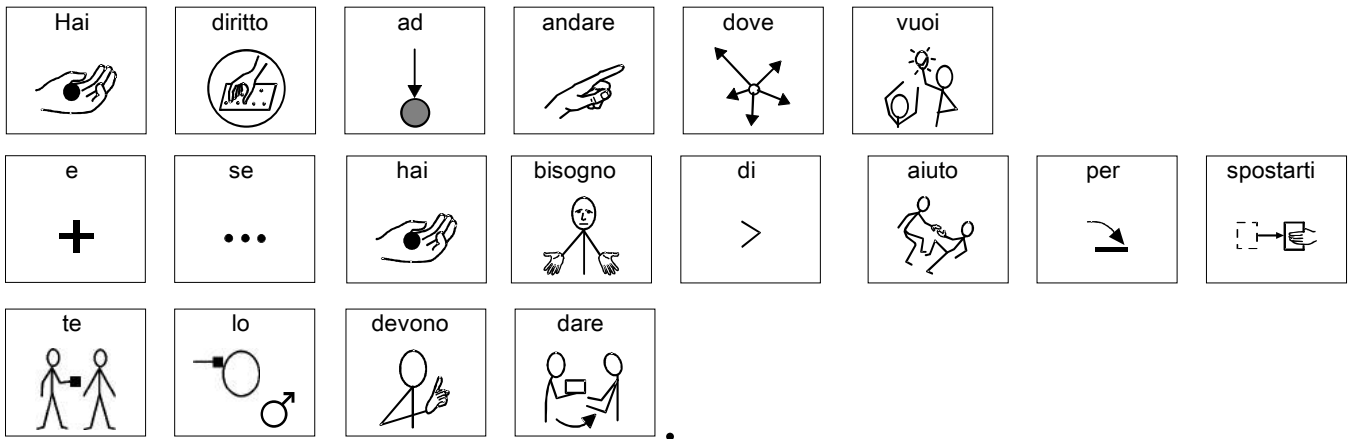 Hai diritto ad andare dove vuoi
e se hai bisogno di aiuto per spostarti
te lo devono dare .